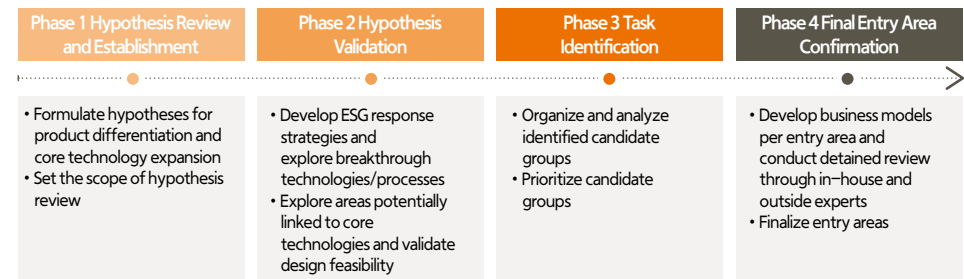 Phase 1 Hypothesis Review
and Establishment
Phase 2 Hypothesis
Validation
Phase 3 Task
Identification
Phase 4 Final Entry Area
Confirmation
• Formulate hypotheses for
product differentiation and
core technology expansion
• Set the scope of hypothesis
review
• Develop ESG response
strategies and
explore breakthrough
technologies/processes
• Explore areas potentially
linked to core
technologies and validate
design feasibility
• Organize and analyze
identified candidate
groups
• Prioritize candidate
groups
• Develop business models
per entry area and
conduct detained review
through in-house and
outside experts
• Finalize entry areas